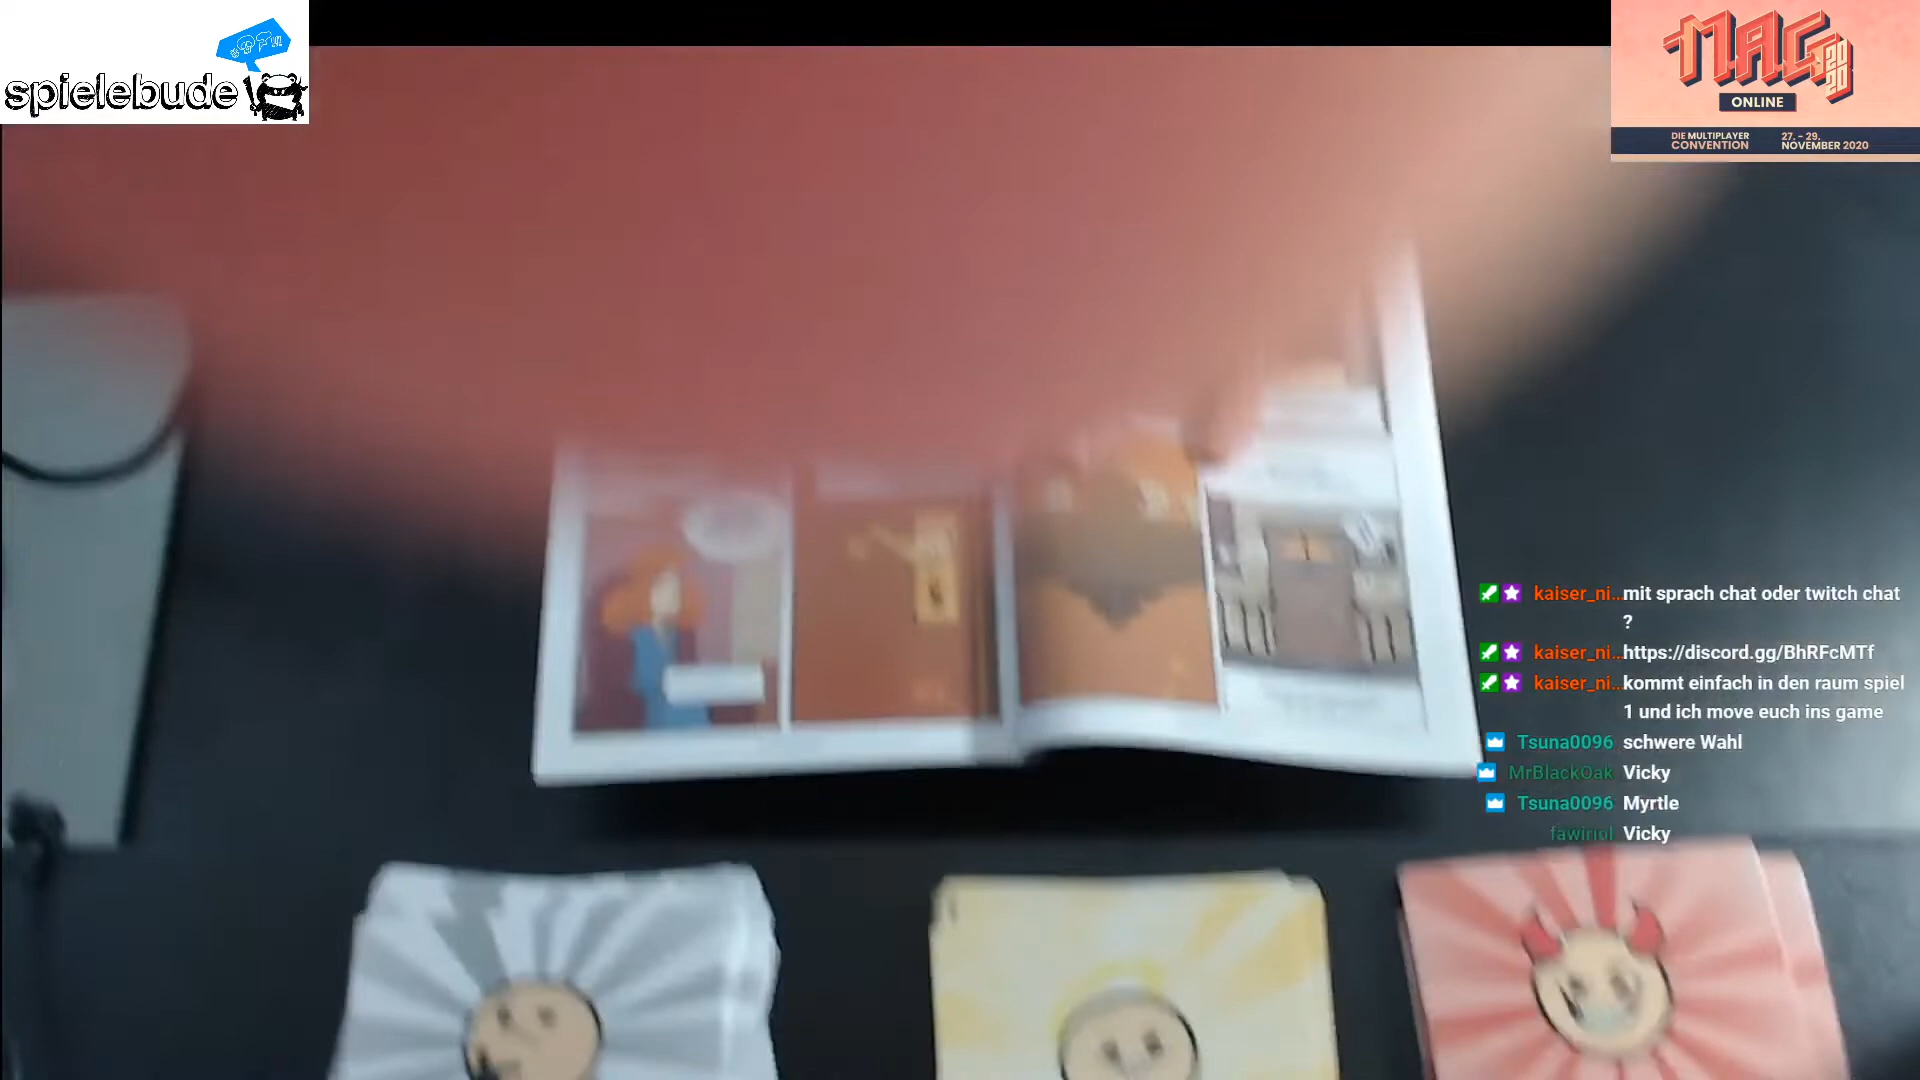 spielebude
MAG
2020
ONLINE
DIE MULTIPLAYER
CONVENTION
27. - 29.
NOVEMBER 2020
kaiser_ni... mit sprach chat oder twitch chat
?
kaiser_ni... https://discord.gg/BhRFcMTf
kaiser_ni... kommt einfach in den raum spiel
1 und ich move euch ins game
Tsuna0096 schwere Wahl
MrBlackOak Vicky
Tsuna0096 Myrtle
fawiriol Vicky